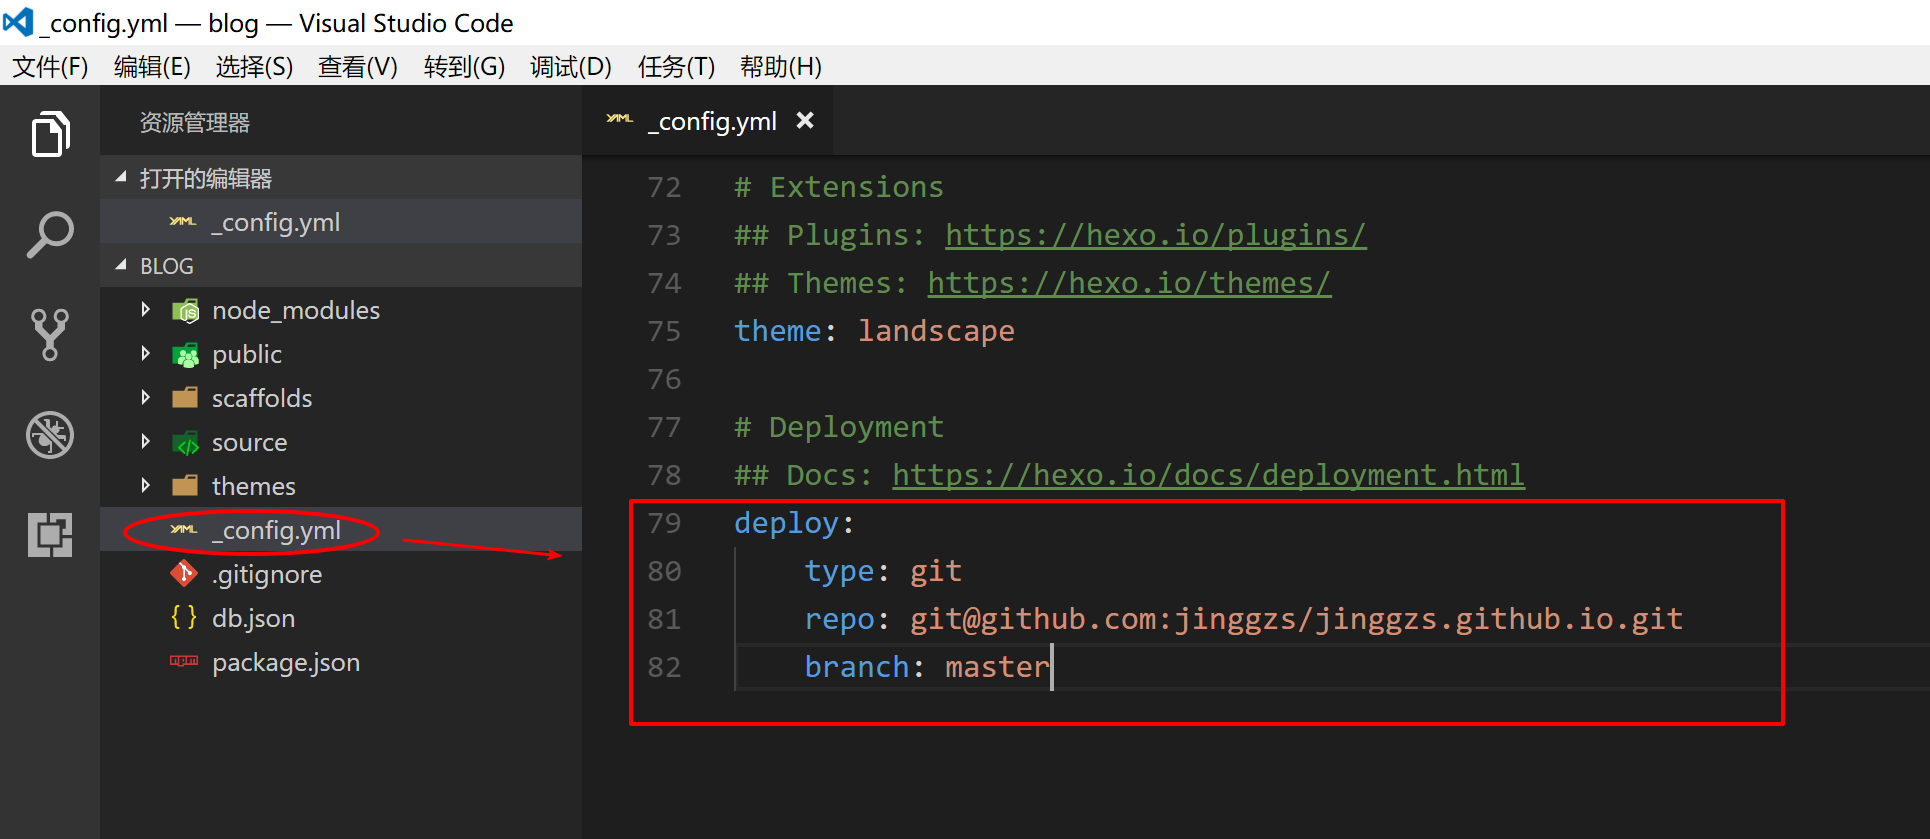 _config.yml — blog — Visual Studio Code
文件(F) 编辑(E) 选择(S) 查看(V) 转到(G) 调试(D) 任务(T) 帮助(H)
资源管理器
打开的编辑器
YAML _config.yml
BLOG
JS node_modules
public
scaffolds
</> source
themes
YAML _config.yml
.gitignore
{ } db.json
npm package.json
YAML _config.yml ×
72 # Extensions
73 ## Plugins: https://hexo.io/plugins/
74 ## Themes: https://hexo.io/themes/
75 theme: landscape
76
77 # Deployment
78 ## Docs: https://hexo.io/docs/deployment.html
79 deploy:
80 type: git
81 repo: git@github.com:jinggzs/jinggzs.github.io.git
82 branch: master